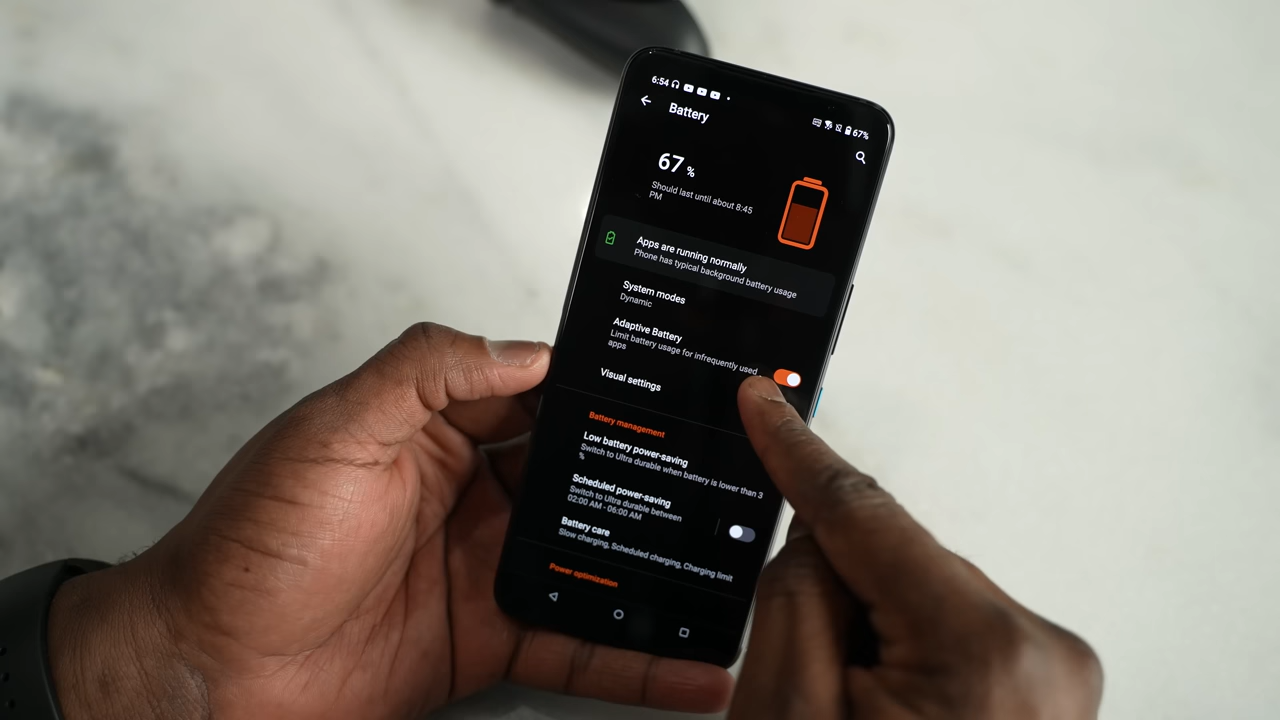 6:54
67%
Battery
67 %
Should last until about 8:45
PM
Apps are running normally
Phone has typical background battery usage
System modes
Dynamic
Adaptive Battery
Limit battery usage for infrequently used
apps
Visual settings
Battery management
Low battery power-saving
Switch to Ultra durable when battery is lower than 3
%
Scheduled power-saving
Switch to Ultra durable between
02:00 AM - 06:00 AM
Battery care
Slow charging, Scheduled charging, Charging limit
Power optimization